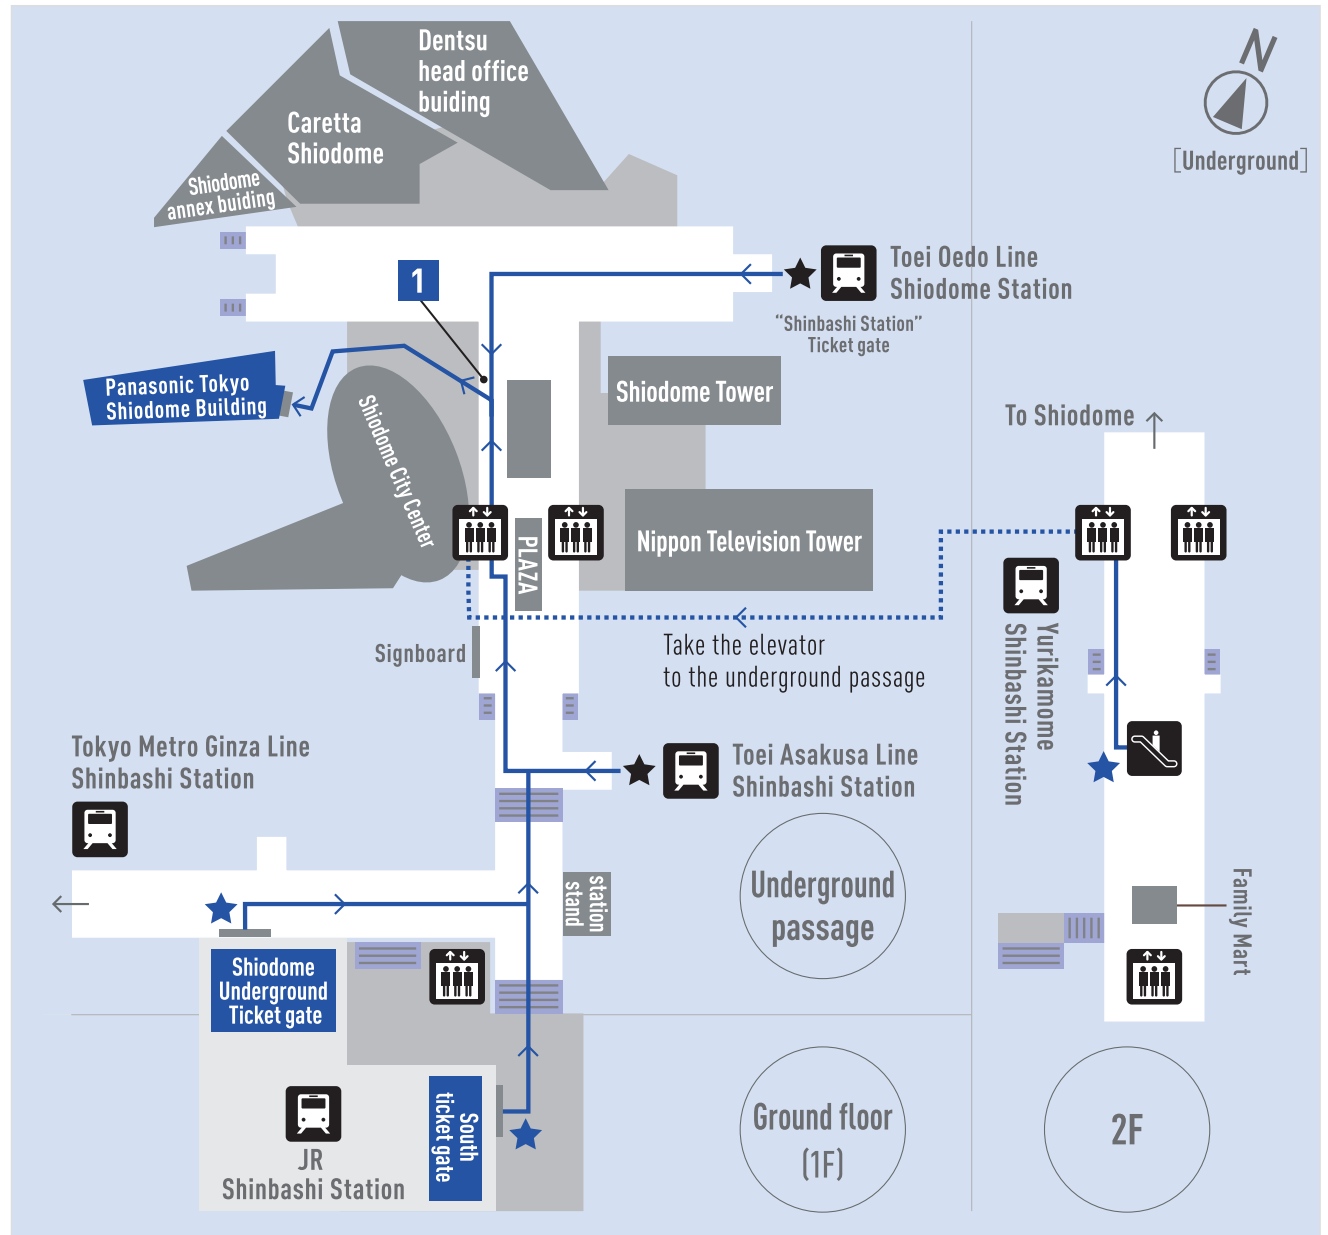 Dentsu
head office
buiding
Caretta
Shiodome
Shiodome
annex buiding
N
[Underground]
Toei Oedo Line
Shiodome Station
"Shinbashi Station"
Ticket gate
1
Panasonic Tokyo
Shiodome Building
Shiodome City Center
Shiodome Tower
To Shiodome
Nippon Television Tower
PLAZA
Yurikamome
Shinbashi Station
Signboard
Take the elevator
to the underground passage
Tokyo Metro Ginza Line
Shinbashi Station
Toei Asakusa Line
Shinbashi Station
station
stand
Underground
passage
Family Mart
Shiodome
Underground
Ticket gate
South
ticket gate
JR
Shinbashi Station
Ground floor
(1F)
2F